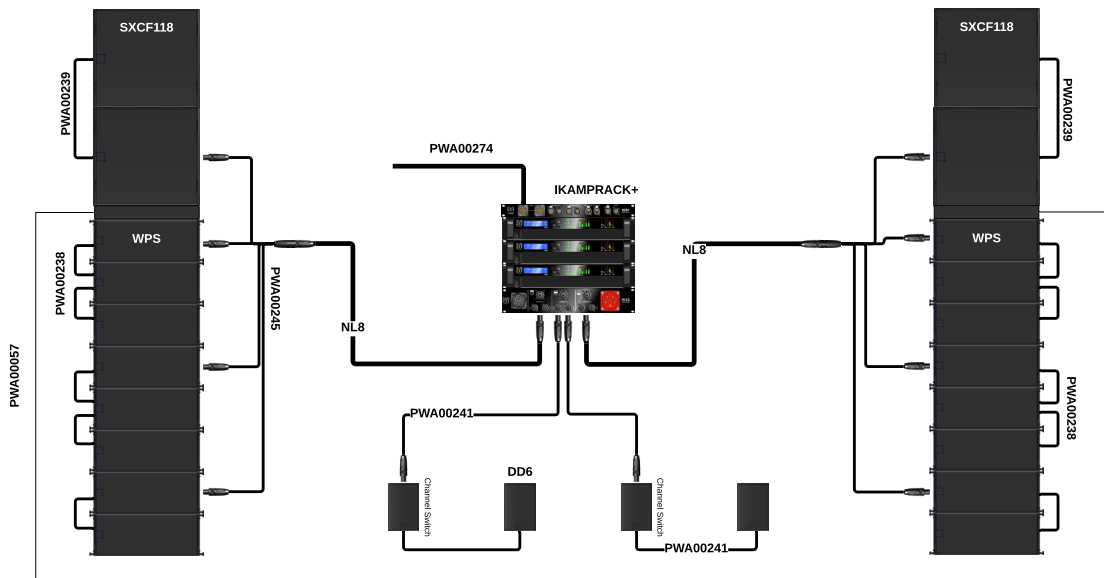 SXCF118
SXCF118
PWA00239
PWA00239
PWA00274
IKAMPRACK+
WPS
WPS
PWA00238
NL8
PWA00245
NL8
PWA00057
PWA00241
PWA00238
DD6
Channel Switch
Channel Switch
PWA00241